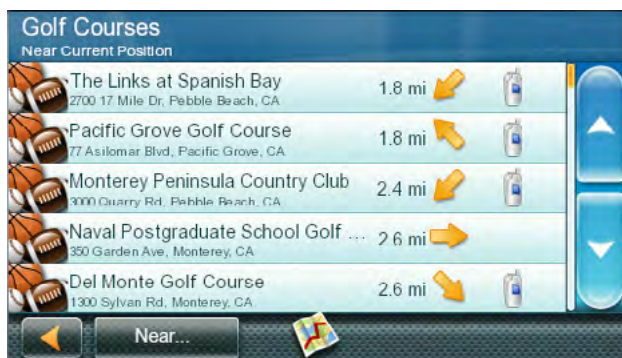 Golf Courses
Near Current Position
The Links at Spanish Bay 1.8 mi
2700 17 Mile Dr, Pebble Beach, CA
Pacific Grove Golf Course 1.8 mi
77 Asilomar Blvd, Pacific Grove, CA
Monterey Peninsula Country Club 2.4 mi
3000 Quarry Rd, Pebble Beach, CA
Naval Postgraduate School Golf ... 2.6 mi
350 Garden Ave, Monterey, CA
Del Monte Golf Course 2.6 mi
1300 Sylvan Rd, Monterey, CA
Near...